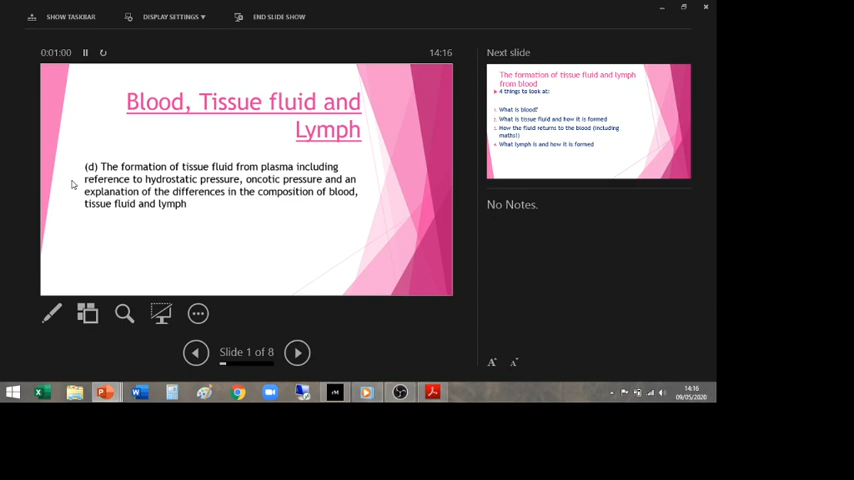 SHOW TASKBAR
DISPLAY SETTINGS ▾
END SLIDE SHOW
0:01:00
14:16
Blood, Tissue fluid and
Lymph
(d) The formation of tissue fluid from plasma including
reference to hydrostatic pressure, oncotic pressure and an
explanation of the differences in the composition of blood,
tissue fluid and lymph
Slide 1 of 8
Next slide
The formation of tissue fluid and lymph
from blood
4 things to look at:
1. What is blood?
2. What is tissue fluid and how it is formed
3. How the fluid returns to the blood (including
maths!)
4. What lymph is and how it is formed
No Notes.
A A
14:16
09/05/2020